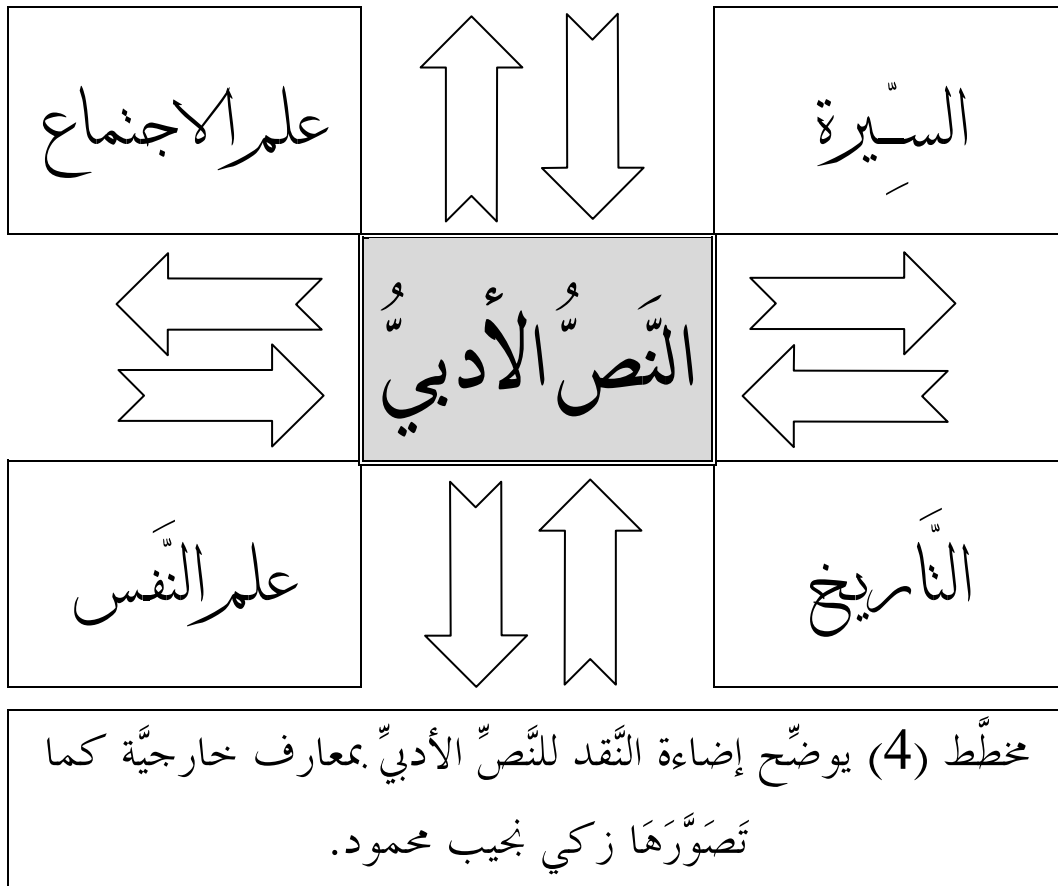 السِّيرة
علم الاجتماع
النَّصُّ الأدبيُّ
التَّاريخ
علم النَّفس
مخطَّط (4) يوضِّح إضاءة النَّقد للنَّصِّ الأدبيِّ بمعارف خارجيَّة كما
تَصَوَّرَهَا زكي نجيب محمود.